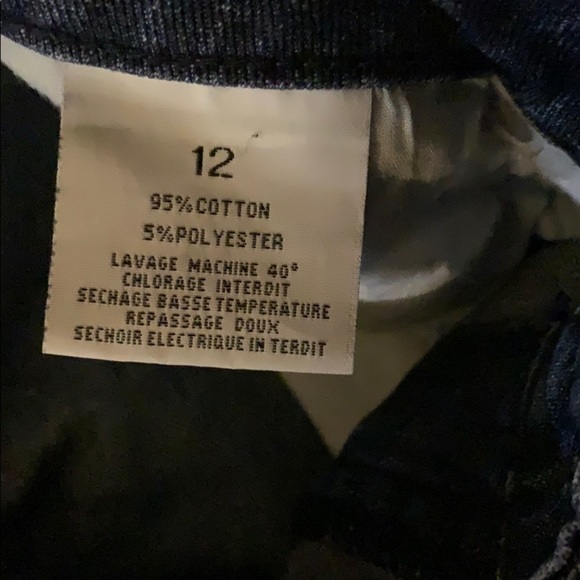 12
95%COTTON
5%POLYESTER
LAVAGE MACHINE 40°
CHLORAGE INTERDIT
SECHAGE BASSE TEMPERATURE
REPASSAGE DOUX
SECHOIR ELECTRIQUE IN TERDIT